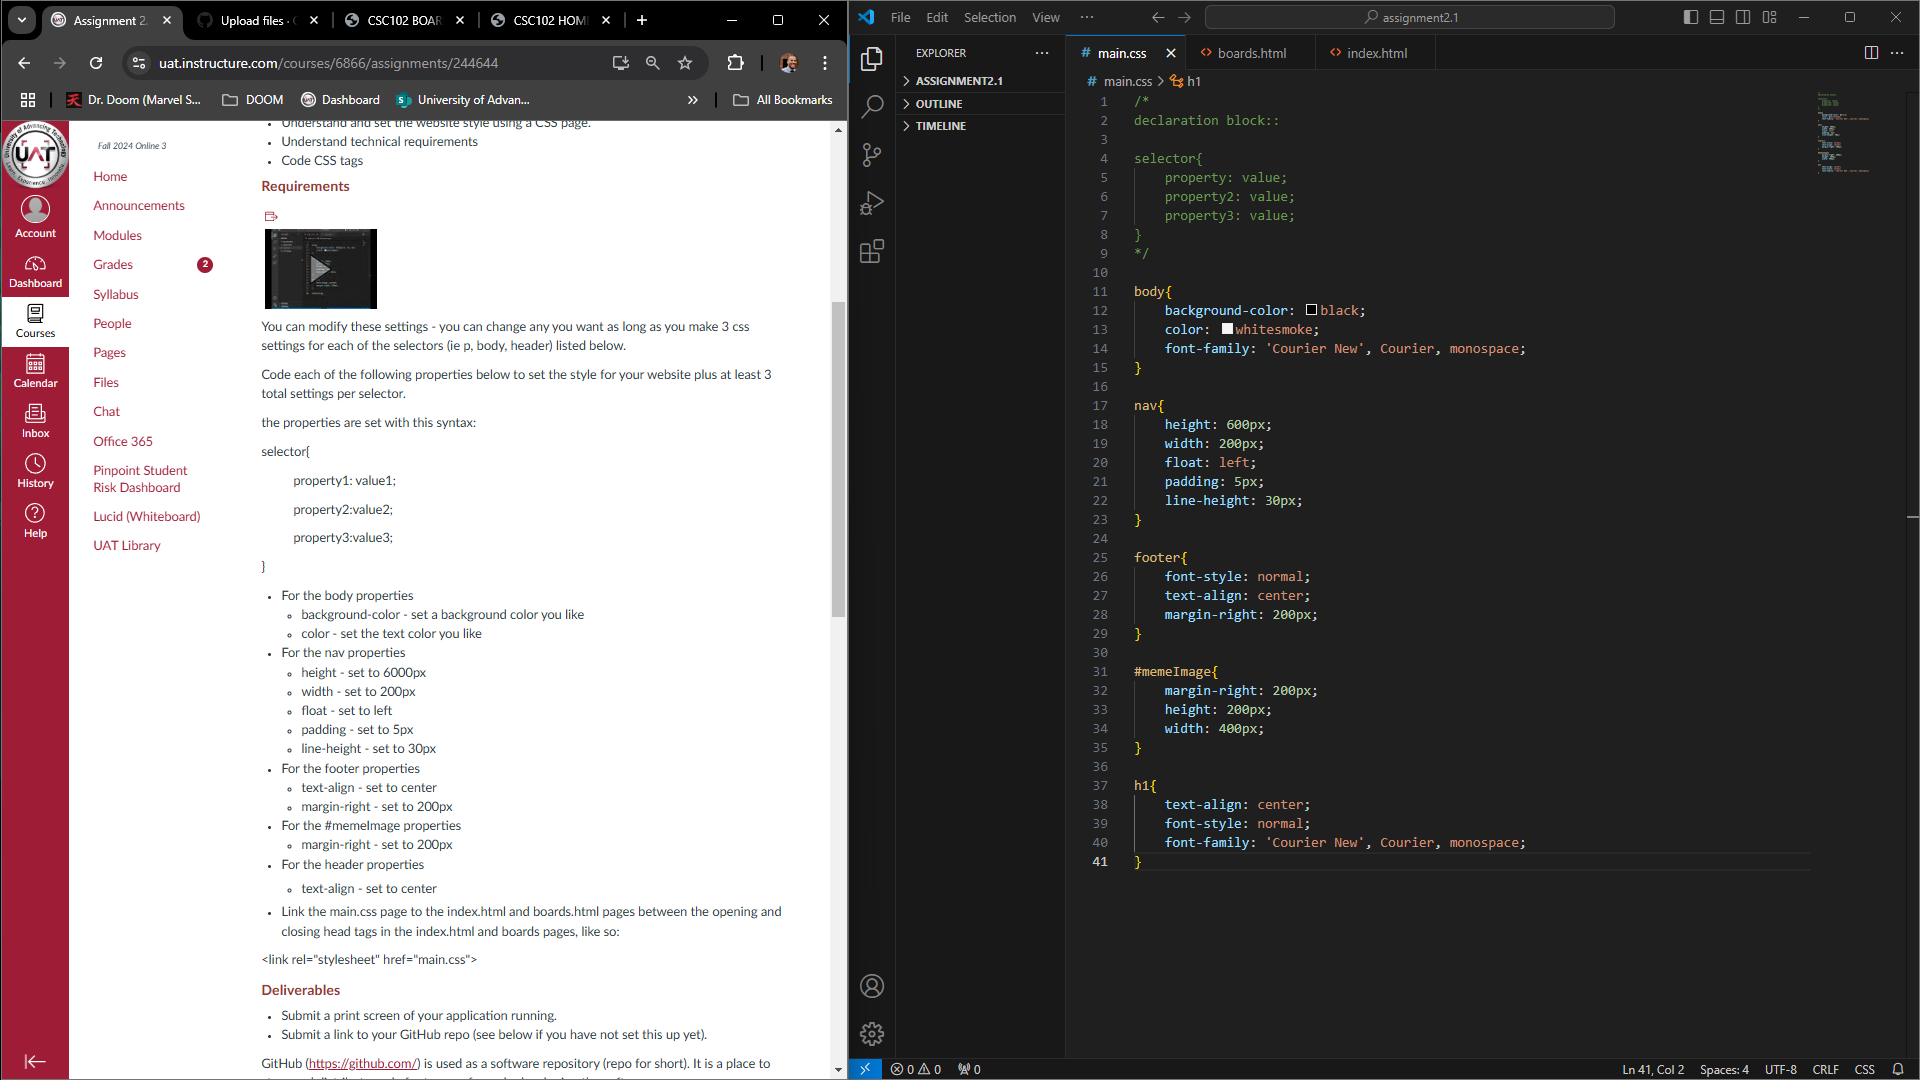 Assignment 2.
Upload files ·
CSC102 BOAR
CSC102 HOM
uat.instructure.com/courses/6866/assignments/244644
Dr. Doom (Marvel S...
DOOM
Dashboard
University of Advan...
All Bookmarks
UAT
Account
Dashboard
Courses
Calendar
Inbox
History
Help
Fall 2024 Online 3
Home
Announcements
Modules
Grades
2
Syllabus
People
Pages
Files
Chat
Office 365
Pinpoint Student
Risk Dashboard
Lucid (Whiteboard)
UAT Library
Understand and set the website style using a CSS page.
Understand technical requirements
Code CSS tags
Requirements
You can modify these settings - you can change any you want as long as you make 3 css
settings for each of the selectors (ie p, body, header) listed below.
Code each of the following properties below to set the style for your website plus at least 3
total settings per selector.
the properties are set with this syntax:
selector{
property1: value1;
property2:value2;
property3:value3;
}
For the body properties
background-color - set a background color you like
color - set the text color you like
For the nav properties
height - set to 6000px
width - set to 200px
float - set to left
padding - set to 5px
line-height - set to 30px
For the footer properties
text-align - set to center
margin-right - set to 200px
For the #memeImage properties
margin-right - set to 200px
For the header properties
text-align - set to center
Link the main.css page to the index.html and boards.html pages between the opening and
closing head tags in the index.html and boards pages, like so:
<link rel="stylesheet" href="main.css">
Deliverables
Submit a print screen of your application running.
Submit a link to your GitHub repo (see below if you have not set this up yet).
GitHub (https://github.com/) is used as a software repository (repo for short). It is a place to
File Edit Selection View ···
assignment2.1
EXPLORER
ASSIGNMENT2.1
OUTLINE
TIMELINE
# main.css
boards.html
index.html
# main.css > h1
1 /*
2 declaration block::
3
4 selector{
5 property: value;
6 property2: value;
7 property3: value;
8 }
9 */
10
11 body{
12 background-color: black;
13 color: whitesmoke;
14 font-family: 'Courier New', Courier, monospace;
15 }
16
17 nav{
18 height: 600px;
19 width: 200px;
20 float: left;
21 padding: 5px;
22 line-height: 30px;
23 }
24
25 footer{
26 font-style: normal;
27 text-align: center;
28 margin-right: 200px;
29 }
30
31 #memeImage{
32 margin-right: 200px;
33 height: 200px;
34 width: 400px;
35 }
36
37 h1{
38 text-align: center;
39 font-style: normal;
40 font-family: 'Courier New', Courier, monospace;
41 }
0 0 0
Ln 41, Col 2 Spaces: 4 UTF-8 CRLF CSS